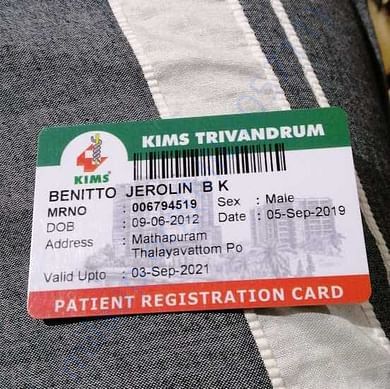 KIMS TRIVANDRUM
KIMS
BENITTO JEROLIN B K
MRNO : 006794519 Sex : Male
DOB : 09-06-2012 Date : 05-Sep-2019
Address : Mathapuram
Thalayavattom Po
Valid Upto : 03-Sep-2021
PATIENT REGISTRATION CARD